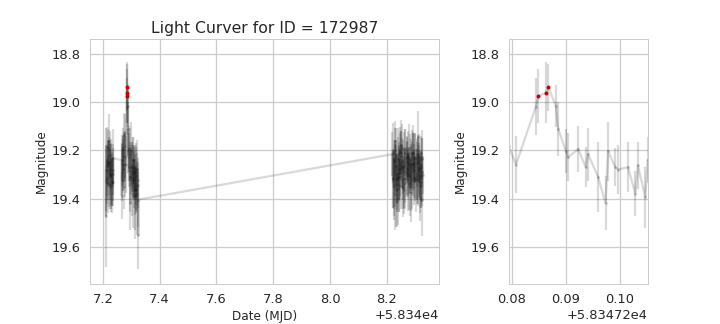 Light Curver for ID = 172987
18.8
19.0
19.2
19.4
19.6
Magnitude
7.2 7.4 7.6 7.8 8.0 8.2
Date (MJD)
+5.834e4
18.8
19.0
19.2
19.4
19.6
Magnitude
0.08 0.09 0.10
+5.83472e4